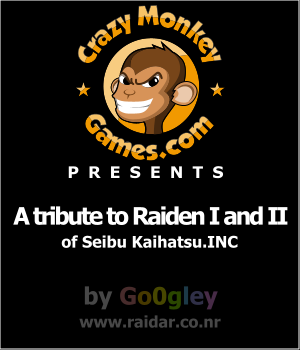 Crazy Monkey
Games.com
PRESENTS
A tribute to Raiden I and II
of Seibu Kaihatsu.INC
by Go0gley
www.raidar.co.nr